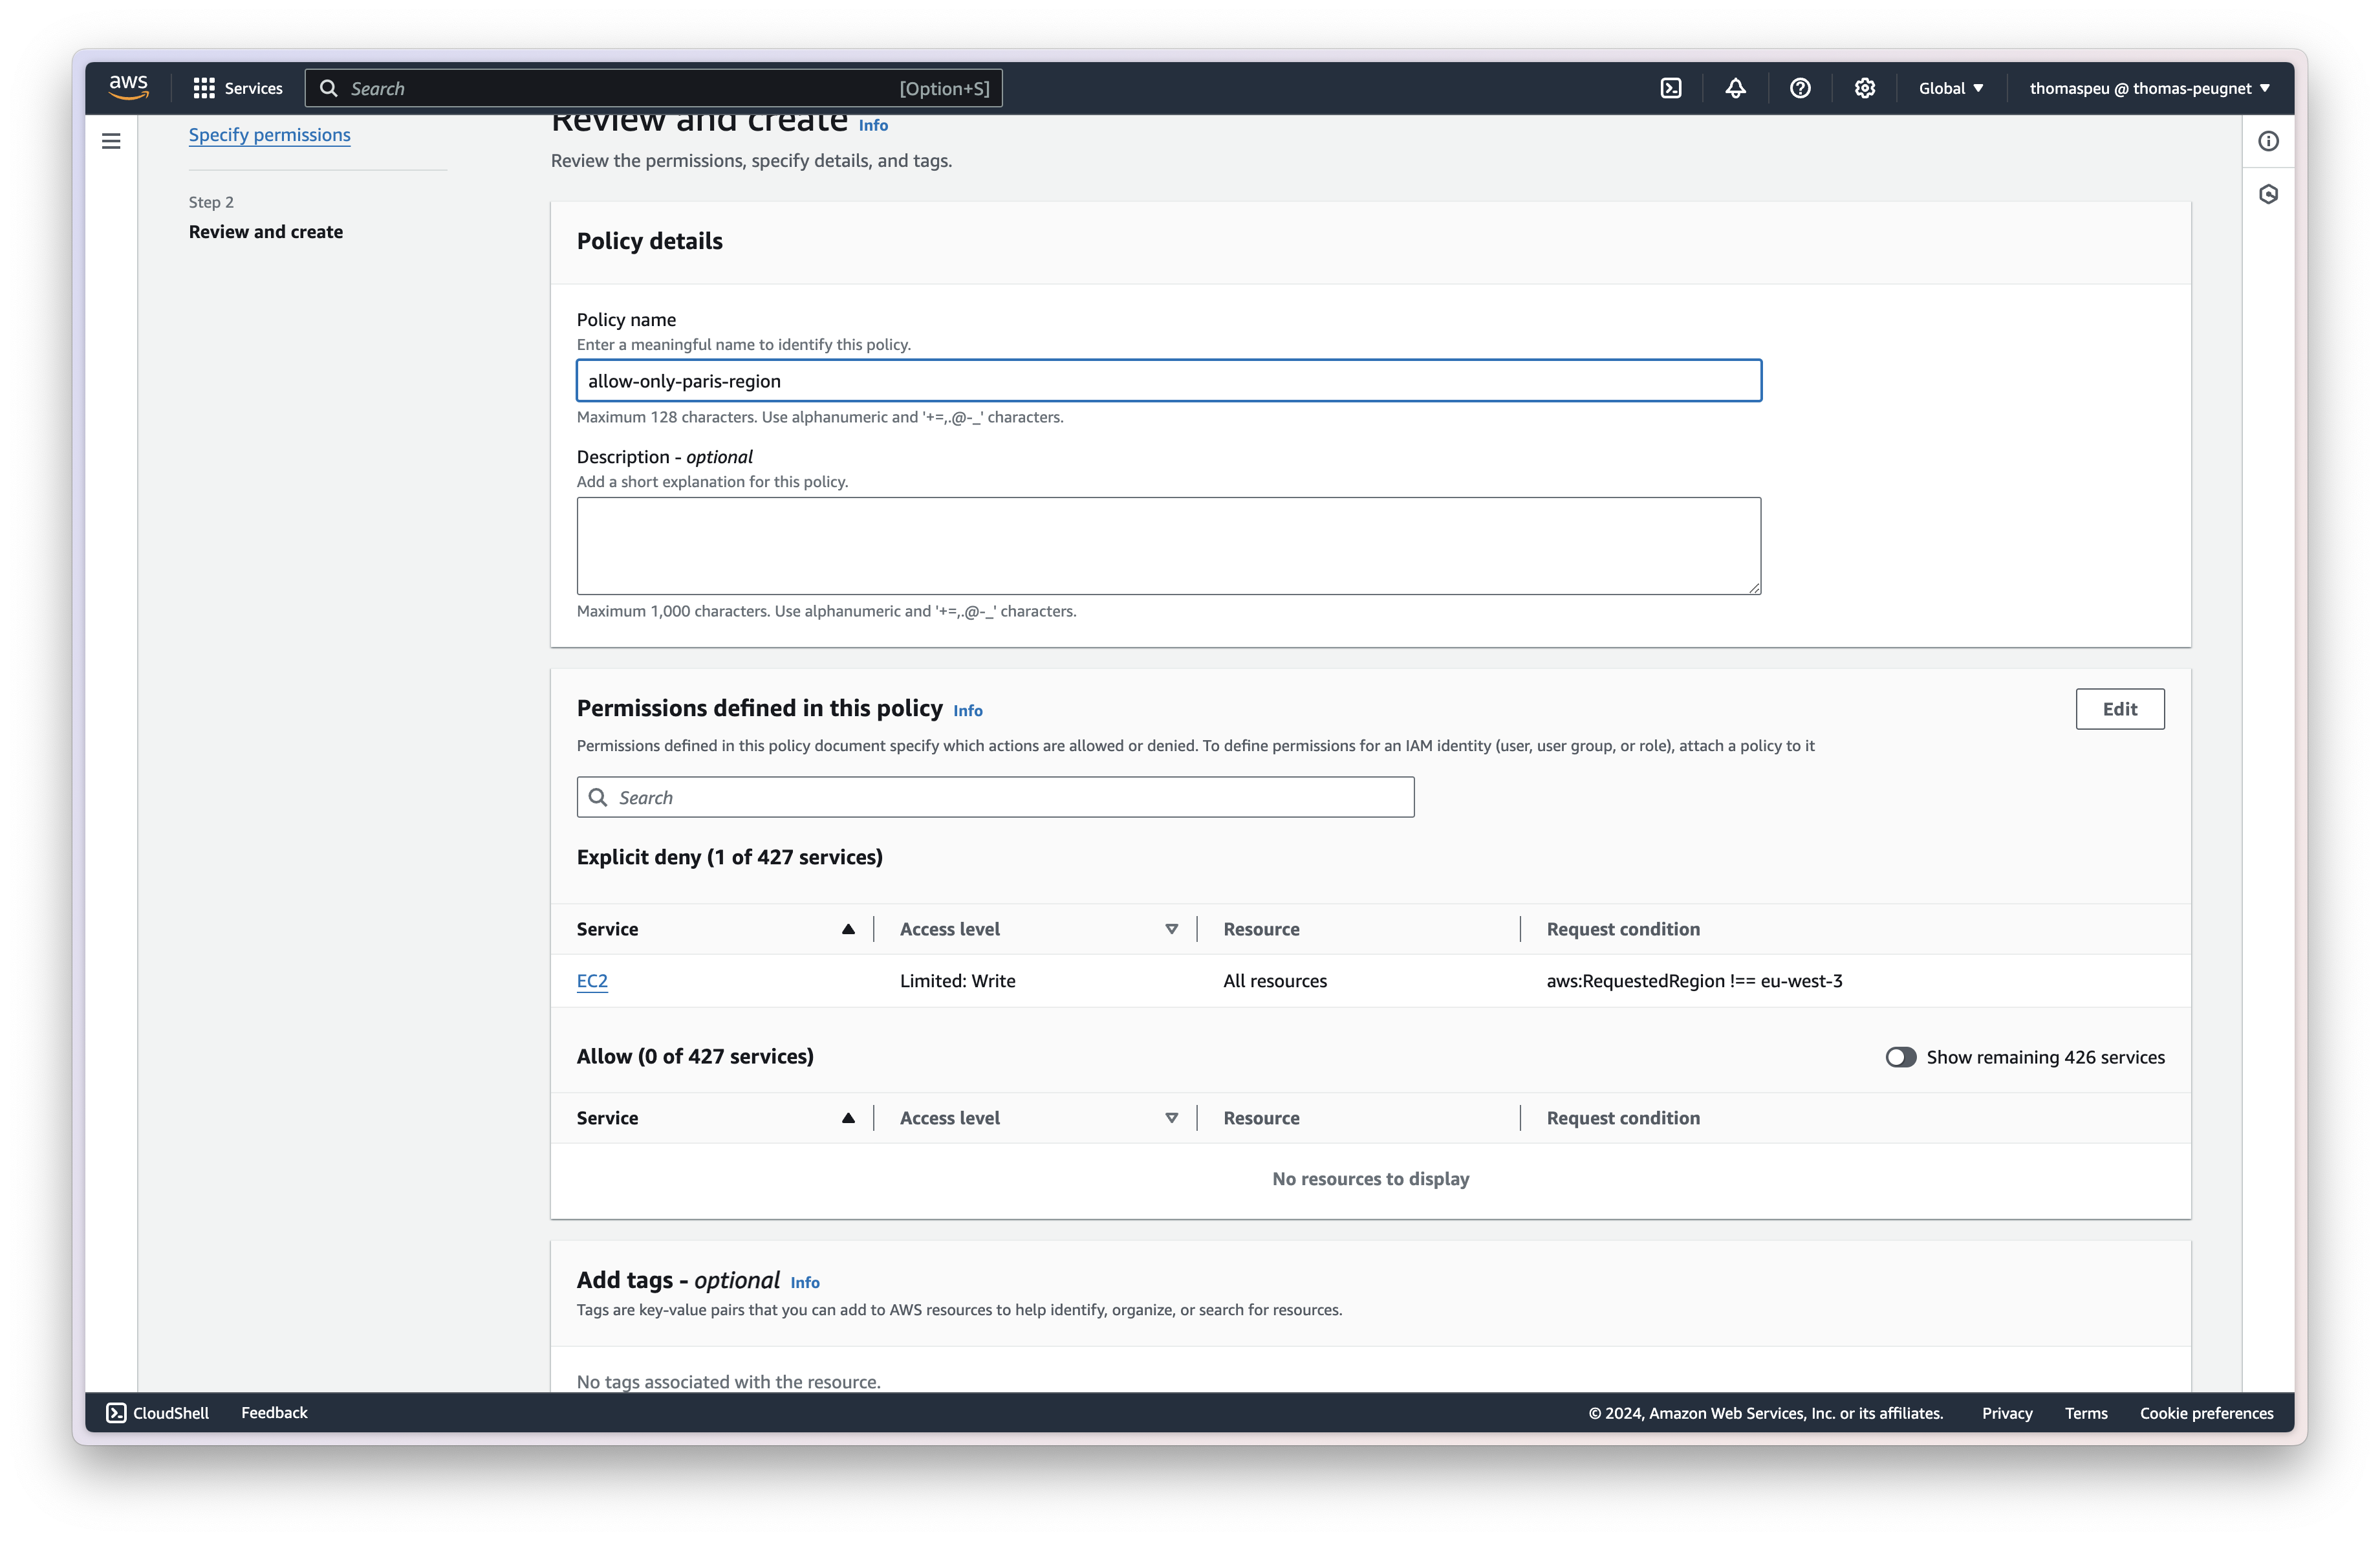 aws
Services
Search
[Option+S]
Global
thomaspeu @ thomas-peugnet
Specify permissions
Step 2
Review and create
Review and create Info
Review the permissions, specify details, and tags.
Policy details
Policy name
Enter a meaningful name to identify this policy.
allow-only-paris-region
Maximum 128 characters. Use alphanumeric and '+=,.@-_' characters.
Description - optional
Add a short explanation for this policy.
Maximum 1,000 characters. Use alphanumeric and '+=,.@-_' characters.
Permissions defined in this policy Info
Edit
Permissions defined in this policy document specify which actions are allowed or denied. To define permissions for an IAM identity (user, user group, or role), attach a policy to it
Search
Explicit deny (1 of 427 services)
Service Access level Resource Request condition
EC2 Limited: Write All resources aws:RequestedRegion !== eu-west-3
Allow (0 of 427 services)
Show remaining 426 services
Service Access level Resource Request condition
No resources to display
Add tags - optional Info
Tags are key-value pairs that you can add to AWS resources to help identify, organize, or search for resources.
No tags associated with the resource.
CloudShell
Feedback
© 2024, Amazon Web Services, Inc. or its affiliates.
Privacy
Terms
Cookie preferences